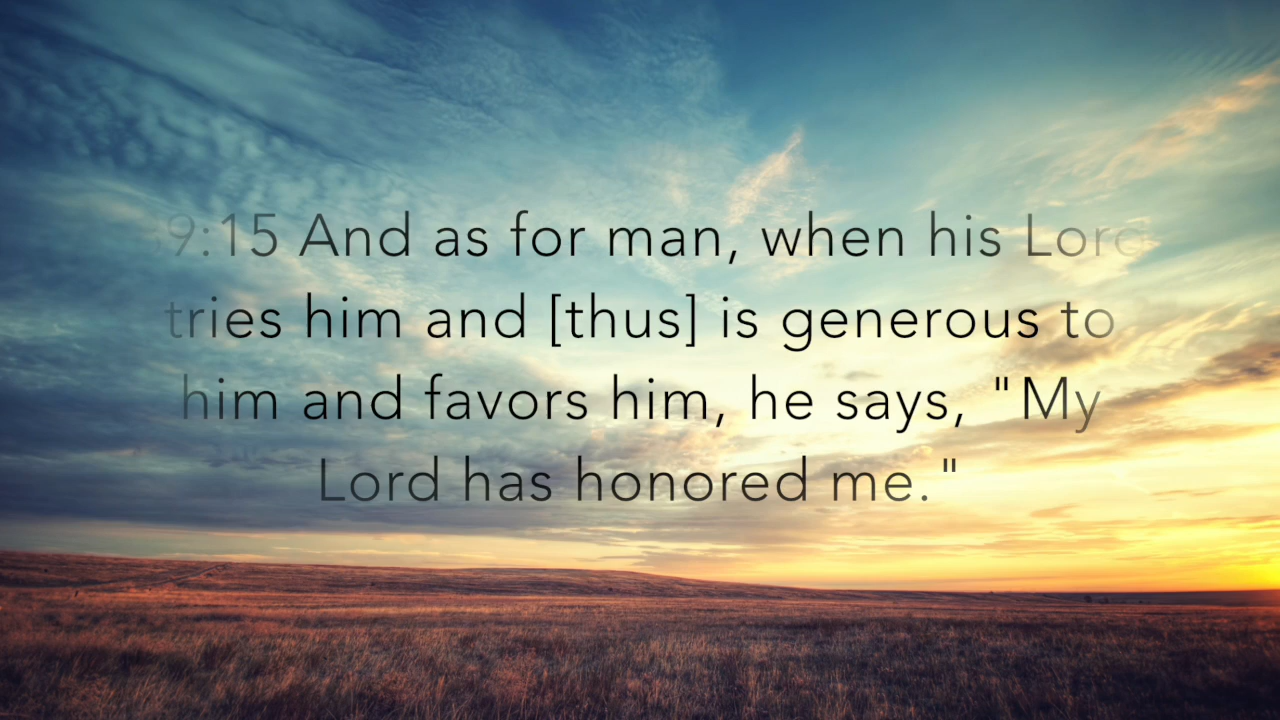 89:15 And as for man, when his Lord
tries him and [thus] is generous to
him and favors him, he says, "My
Lord has honored me."